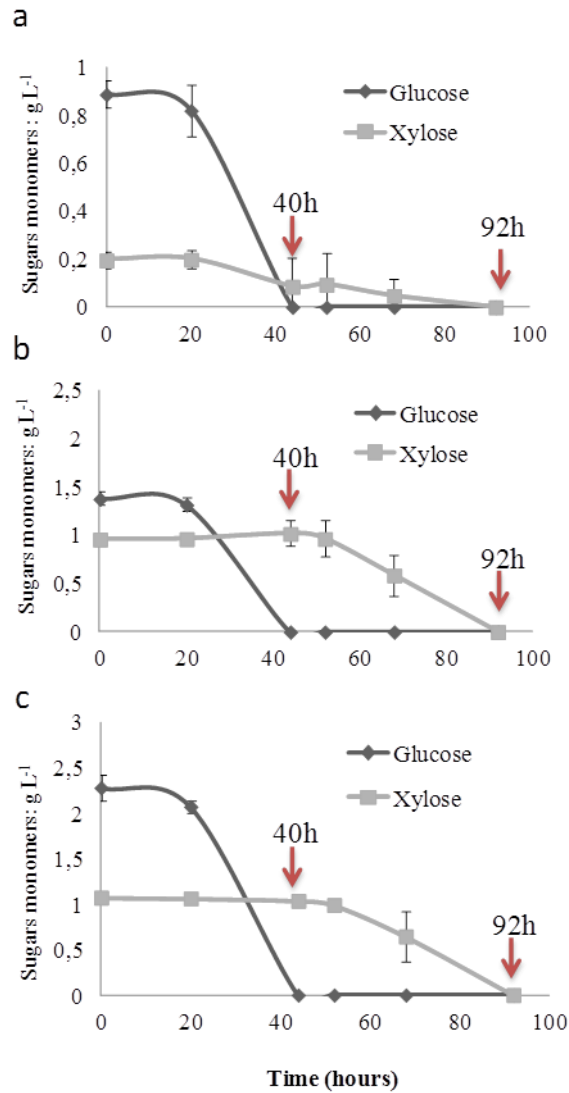 a
Sugars monomers : gL-1
1
0,8
0,6
0,4
0,2
0
Glucose
Xylose
40h
92h
0 20 40 60 80 100
b
Sugars monomers: gL-1
2,5
2
1,5
1
0,5
0
Glucose
Xylose
40h
92h
0 20 40 60 80 100
c
Sugars monomers: gL-1
3
2,5
2
1,5
1
0,5
0
Glucose
Xylose
40h
92h
0 20 40 60 80 100
Time (hours)